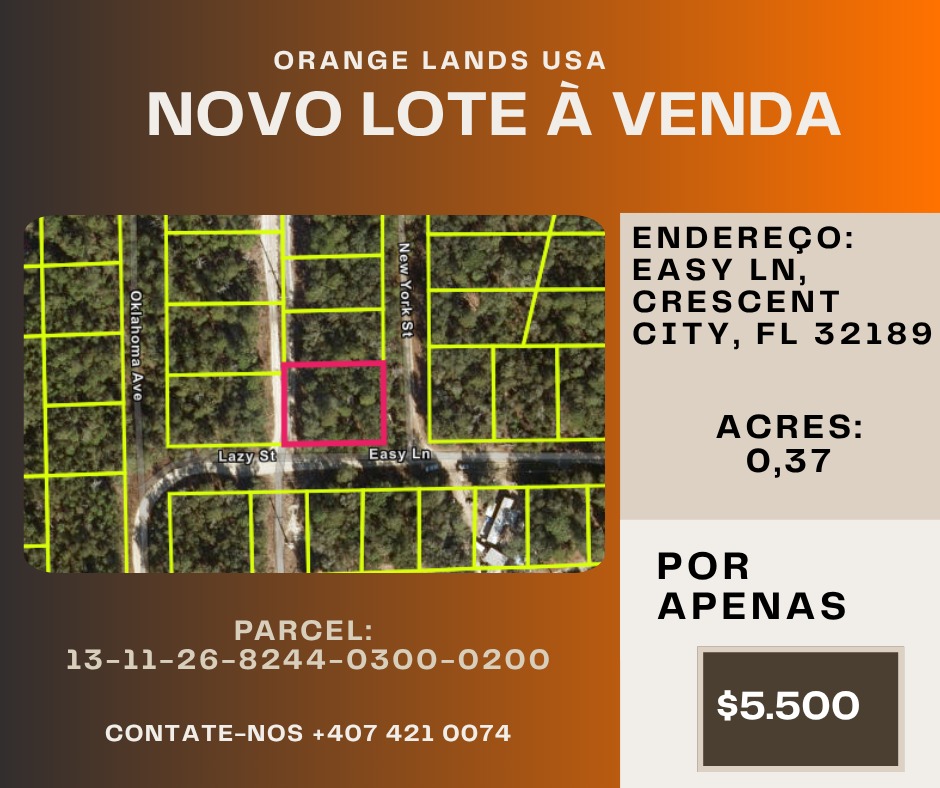 ORANGE LANDS USA
NOVO LOTE À VENDA
Oklahoma Ave
New York St
Lazy St
Easy Ln
ENDEREÇO:
EASY LN,
CRESCENT
CITY, FL 32189
ACRES:
0,37
POR
APENAS
$5.500
PARCEL:
13-11-26-8244-0300-0200
CONTATE-NOS +407 421 0074